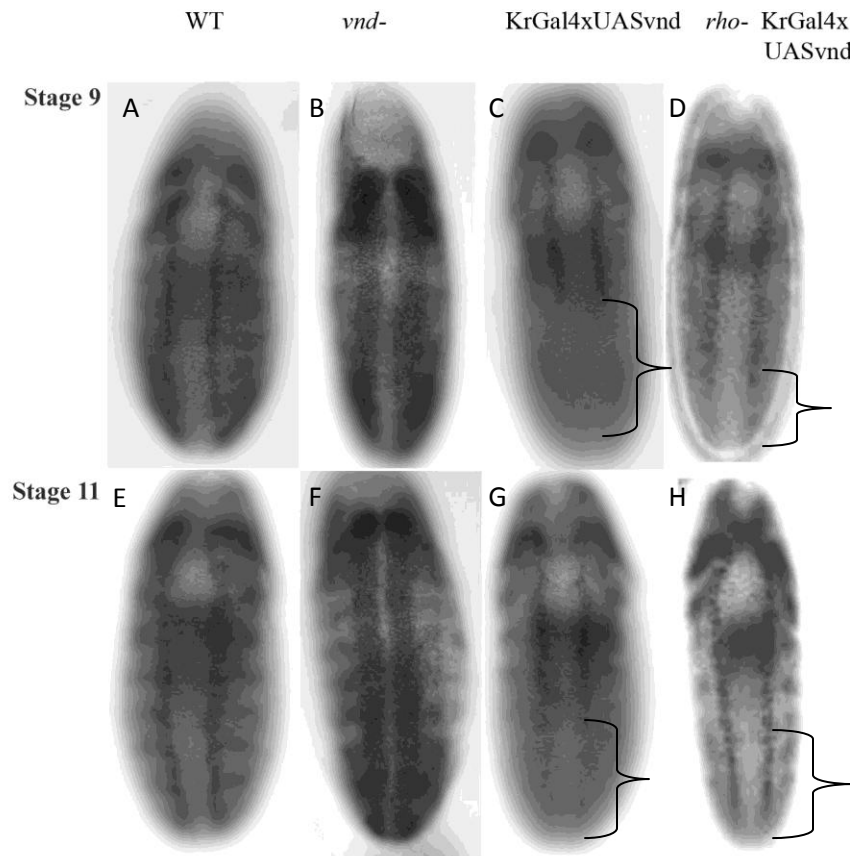 WT vnd- KrGal4xUASvnd rho- KrGal4x
UASvnd
Stage 9 A B C D
Stage 11 E F G H